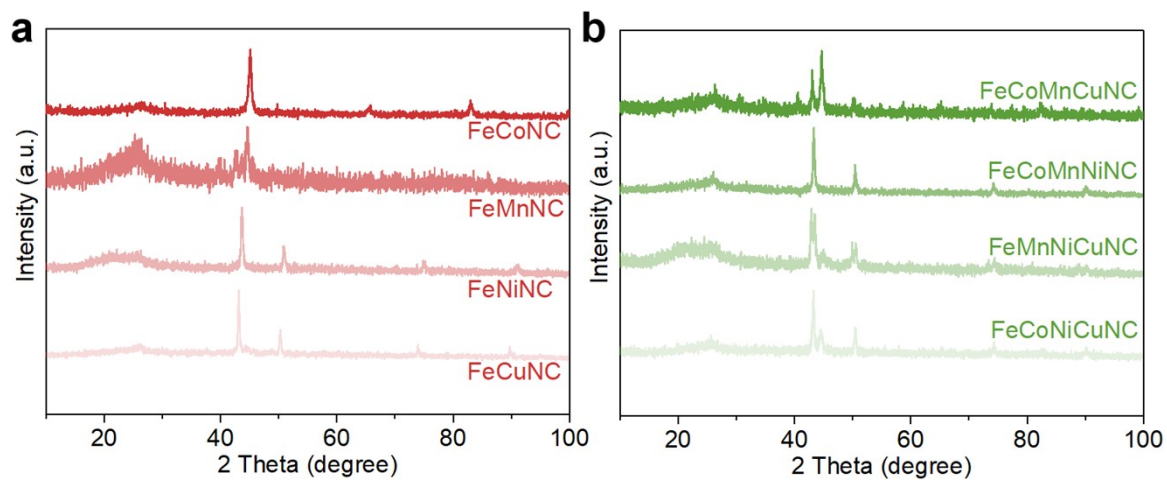 a
Intensity (a.u.)
FeCoNC
FeMnNC
FeNiNC
FeCuNC
20 40 60 80 100
2 Theta (degree)
b
Intensity (a.u.)
FeCoMnCuNC
FeCoMnNiNC
FeMnNiCuNC
FeCoNiCuNC
20 40 60 80 100
2 Theta (degree)